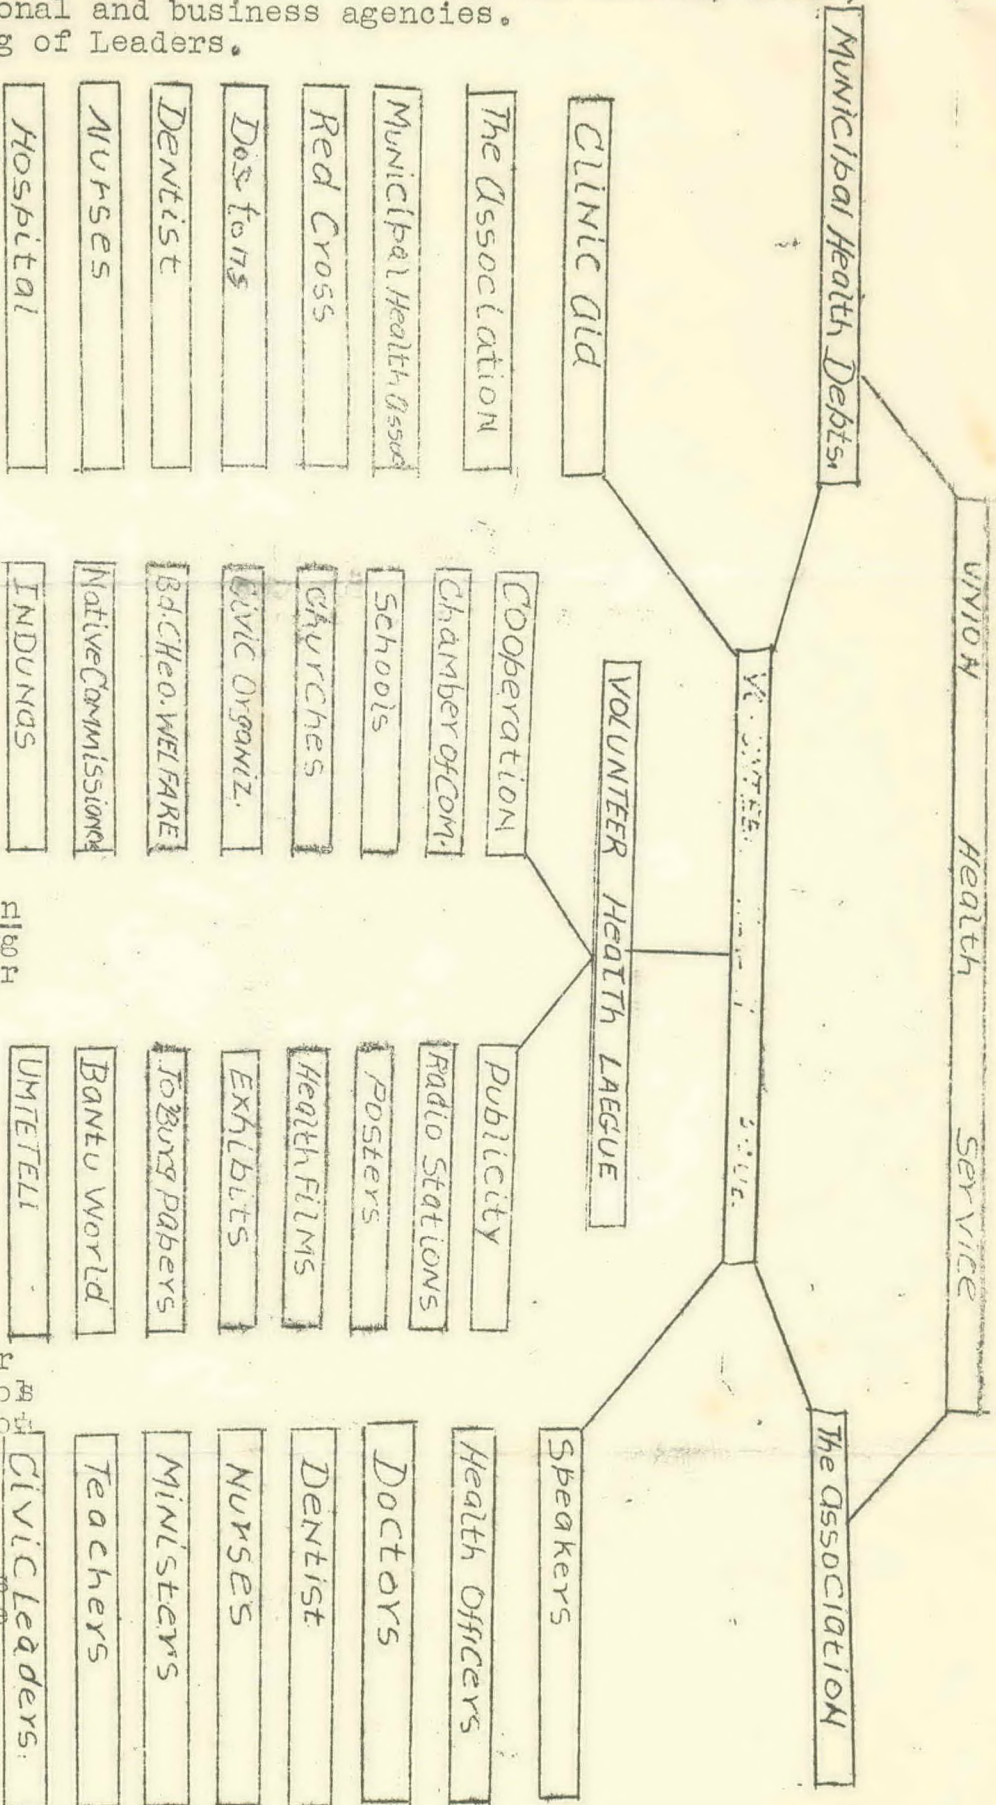 onal and business agencies.
g of Leaders.
UNION Health Service
Municipal Health Depts.
The Association
VOLUNTEER HEALTH LAEGUE
Clinic Aid
The Association
Municipal Health Assoc
Red Cross
Doctors
Dentist
Nurses
Hospital
COOperation
Chamber of Com.
Schools
Churches
Civic Organiz.
Bd. CHeo. WELFARE
Native Commissioner
INDUNAS
Publicity
Radio Stations
Posters
Health Films
Exhibits
Jo'Burg Papers
Bantu World
UMTETELI
Speakers
Health Officers
Doctors
Dentist
Nurses
Ministers
Teachers
Civic Leaders.